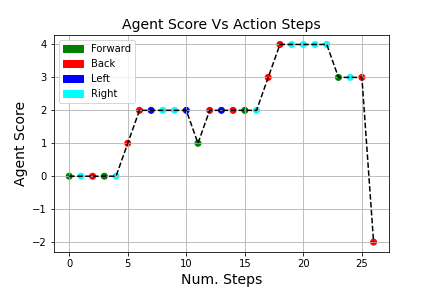 Agent Score Vs Action Steps
Agent Score
4
3
2
1
0
−1
−2
Forward
Back
Left
Right
0
5
10
15
20
25
Num. Steps